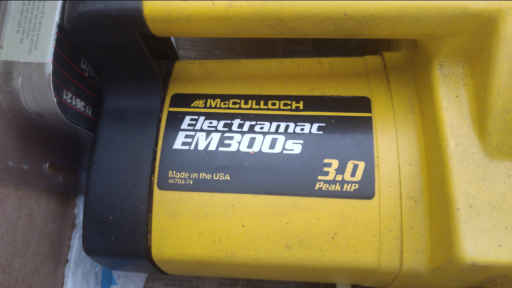 McCULLOCH
Electramac
EM300s
3.0
Peak HP
Made in the USA